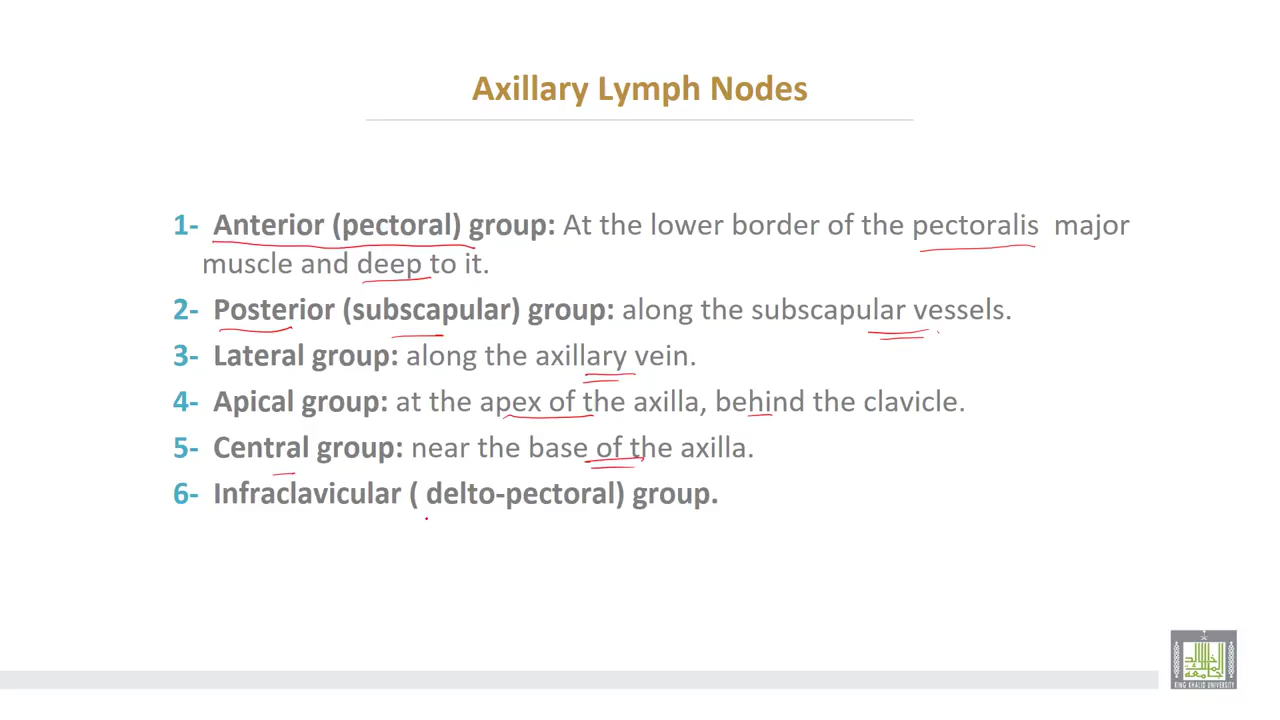 Axillary Lymph Nodes
1- Anterior (pectoral) group: At the lower border of the pectoralis major
muscle and deep to it.
2- Posterior (subscapular) group: along the subscapular vessels.
3- Lateral group: along the axillary vein.
4- Apical group: at the apex of the axilla, behind the clavicle.
5- Central group: near the base of the axilla.
6- Infraclavicular ( delto-pectoral) group.
KING KHALID UNIVERSITY